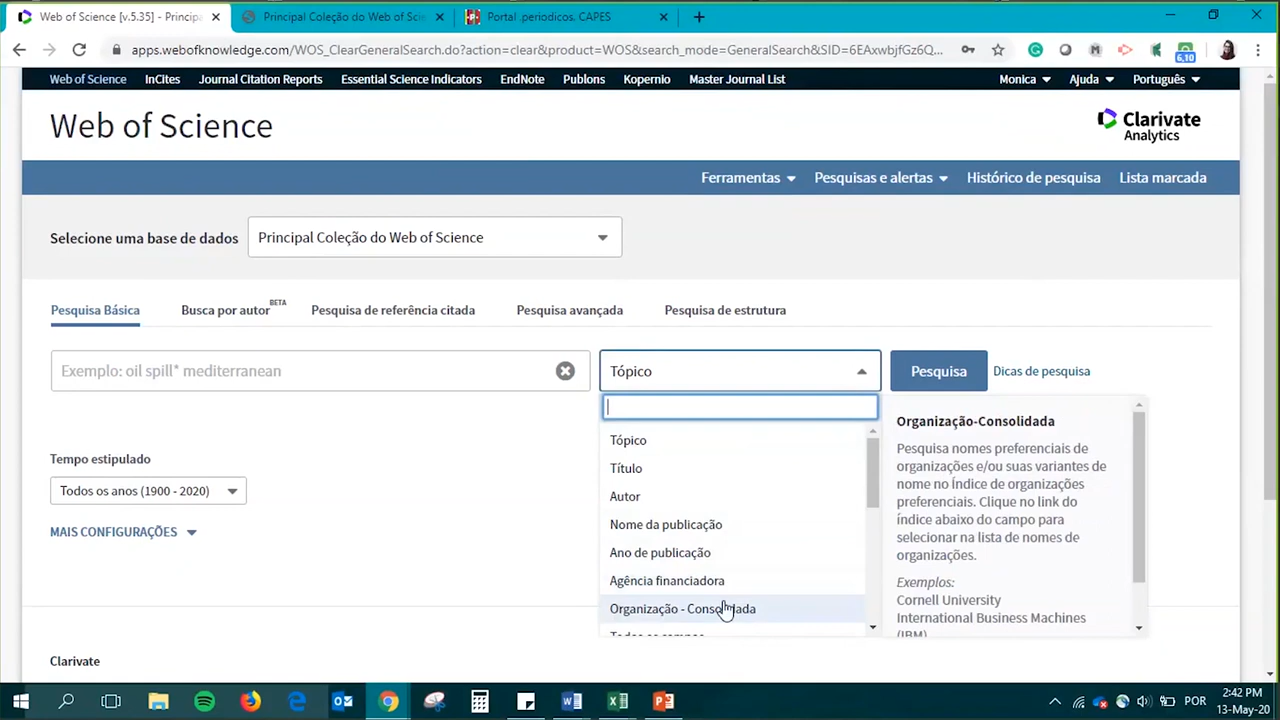 Web of Science [v.5.35] - Principa
Principal Coleção do Web of Scie
Portal .periodicos. CAPES
apps.webofknowledge.com/WOS_ClearGeneralSearch.do?action=clear&product=WOS&search_mode=GeneralSearch&SID=6EAxwbjfGz6Q...
6,10
Web of Science InCites Journal Citation Reports Essential Science Indicators EndNote Publons Kopernio Master Journal List Monica Ajuda Português
Web of Science
Clarivate
Analytics
Ferramentas Pesquisas e alertas Histórico de pesquisa Lista marcada
Selecione uma base de dados Principal Coleção do Web of Science
Pesquisa Básica Busca por autor BETA Pesquisa de referência citada Pesquisa avançada Pesquisa de estrutura
Exemplo: oil spill* mediterranean Tópico Pesquisa Dicas de pesquisa
Tópico
Título
Autor
Nome da publicação
Ano de publicação
Agência financiadora
Organização - Consolidada
Todos os campos
Organização-Consolidada
Pesquisa nomes preferenciais de
organizações e/ou suas variantes de
nome no Índice de organizações
preferenciais. Clique no link do
índice abaixo do campo para
selecionar na lista de nomes de
organizações.
Exemplos:
Cornell University
International Business Machines
(IBM)
Tempo estipulado
Todos os anos (1900 - 2020)
MAIS CONFIGURAÇÕES
Clarivate
POR
2:42 PM
13-May-20